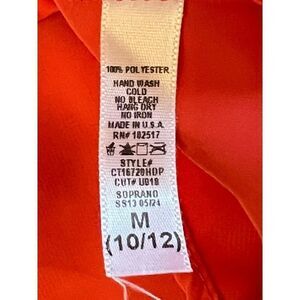 100% POLYESTER
HAND WASH
COLD
NO BLEACH
HANG DRY
NO IRON
MADE IN U.S.A.
RN# 182517
STYLE#
CT16720HDP
CUT# U018
SOPRANO
SS13 05/24
M
(10/12)